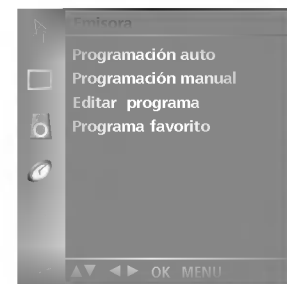 Emisora
Programación auto
Programación manual
Editar programa
Programa favorito
▲▼ ◄► OK MENU